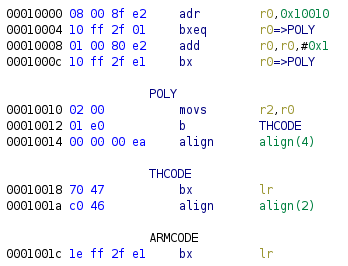 00010000 08 00 8f e2 adr r0,0x10010
00010004 10 ff 2f 01 bxeq r0=>POLY
00010008 01 00 80 e2 add r0,r0,#0x1
0001000c 10 ff 2f e1 bx r0=>POLY
POLY
00010010 02 00 movs r2,r0
00010012 01 e0 b THCODE
00010014 00 00 00 ea align align(4)
THCODE
00010018 70 47 bx lr
0001001a c0 46 align align(2)
ARMCODE
0001001c 1e ff 2f e1 bx lr